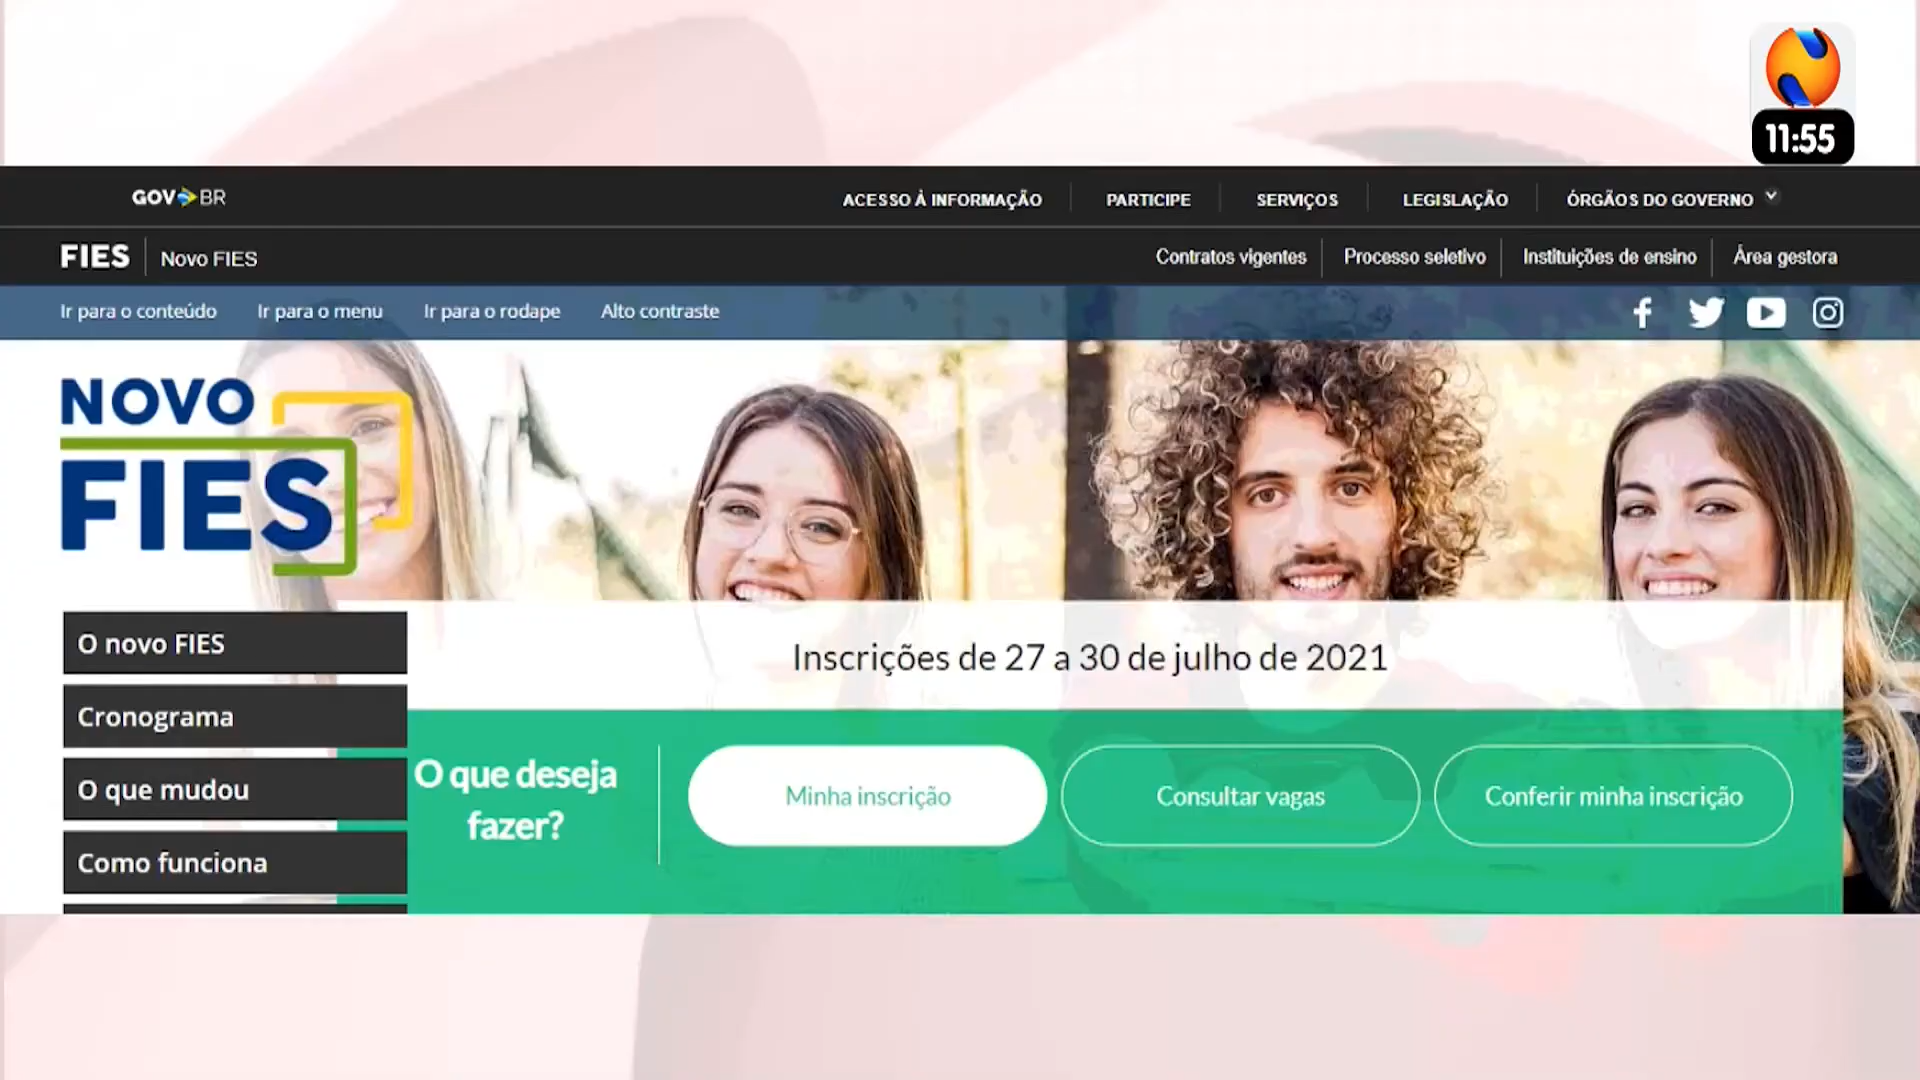 11:55
GOV BR
ACESSO À INFORMAÇÃO
PARTICIPE
SERVIÇOS
LEGISLAÇÃO
ÓRGÃOS DO GOVERNO
FIES
Novo FIES
Contratos vigentes
Processo seletivo
Instituições de ensino
Área gestora
Ir para o conteúdo
Ir para o menu
Ir para o rodape
Alto contraste
NOVO
FIES
O novo FIES
Cronograma
O que mudou
Como funciona
Inscrições de 27 a 30 de julho de 2021
O que deseja
fazer?
Minha inscrição
Consultar vagas
Conferir minha inscrição